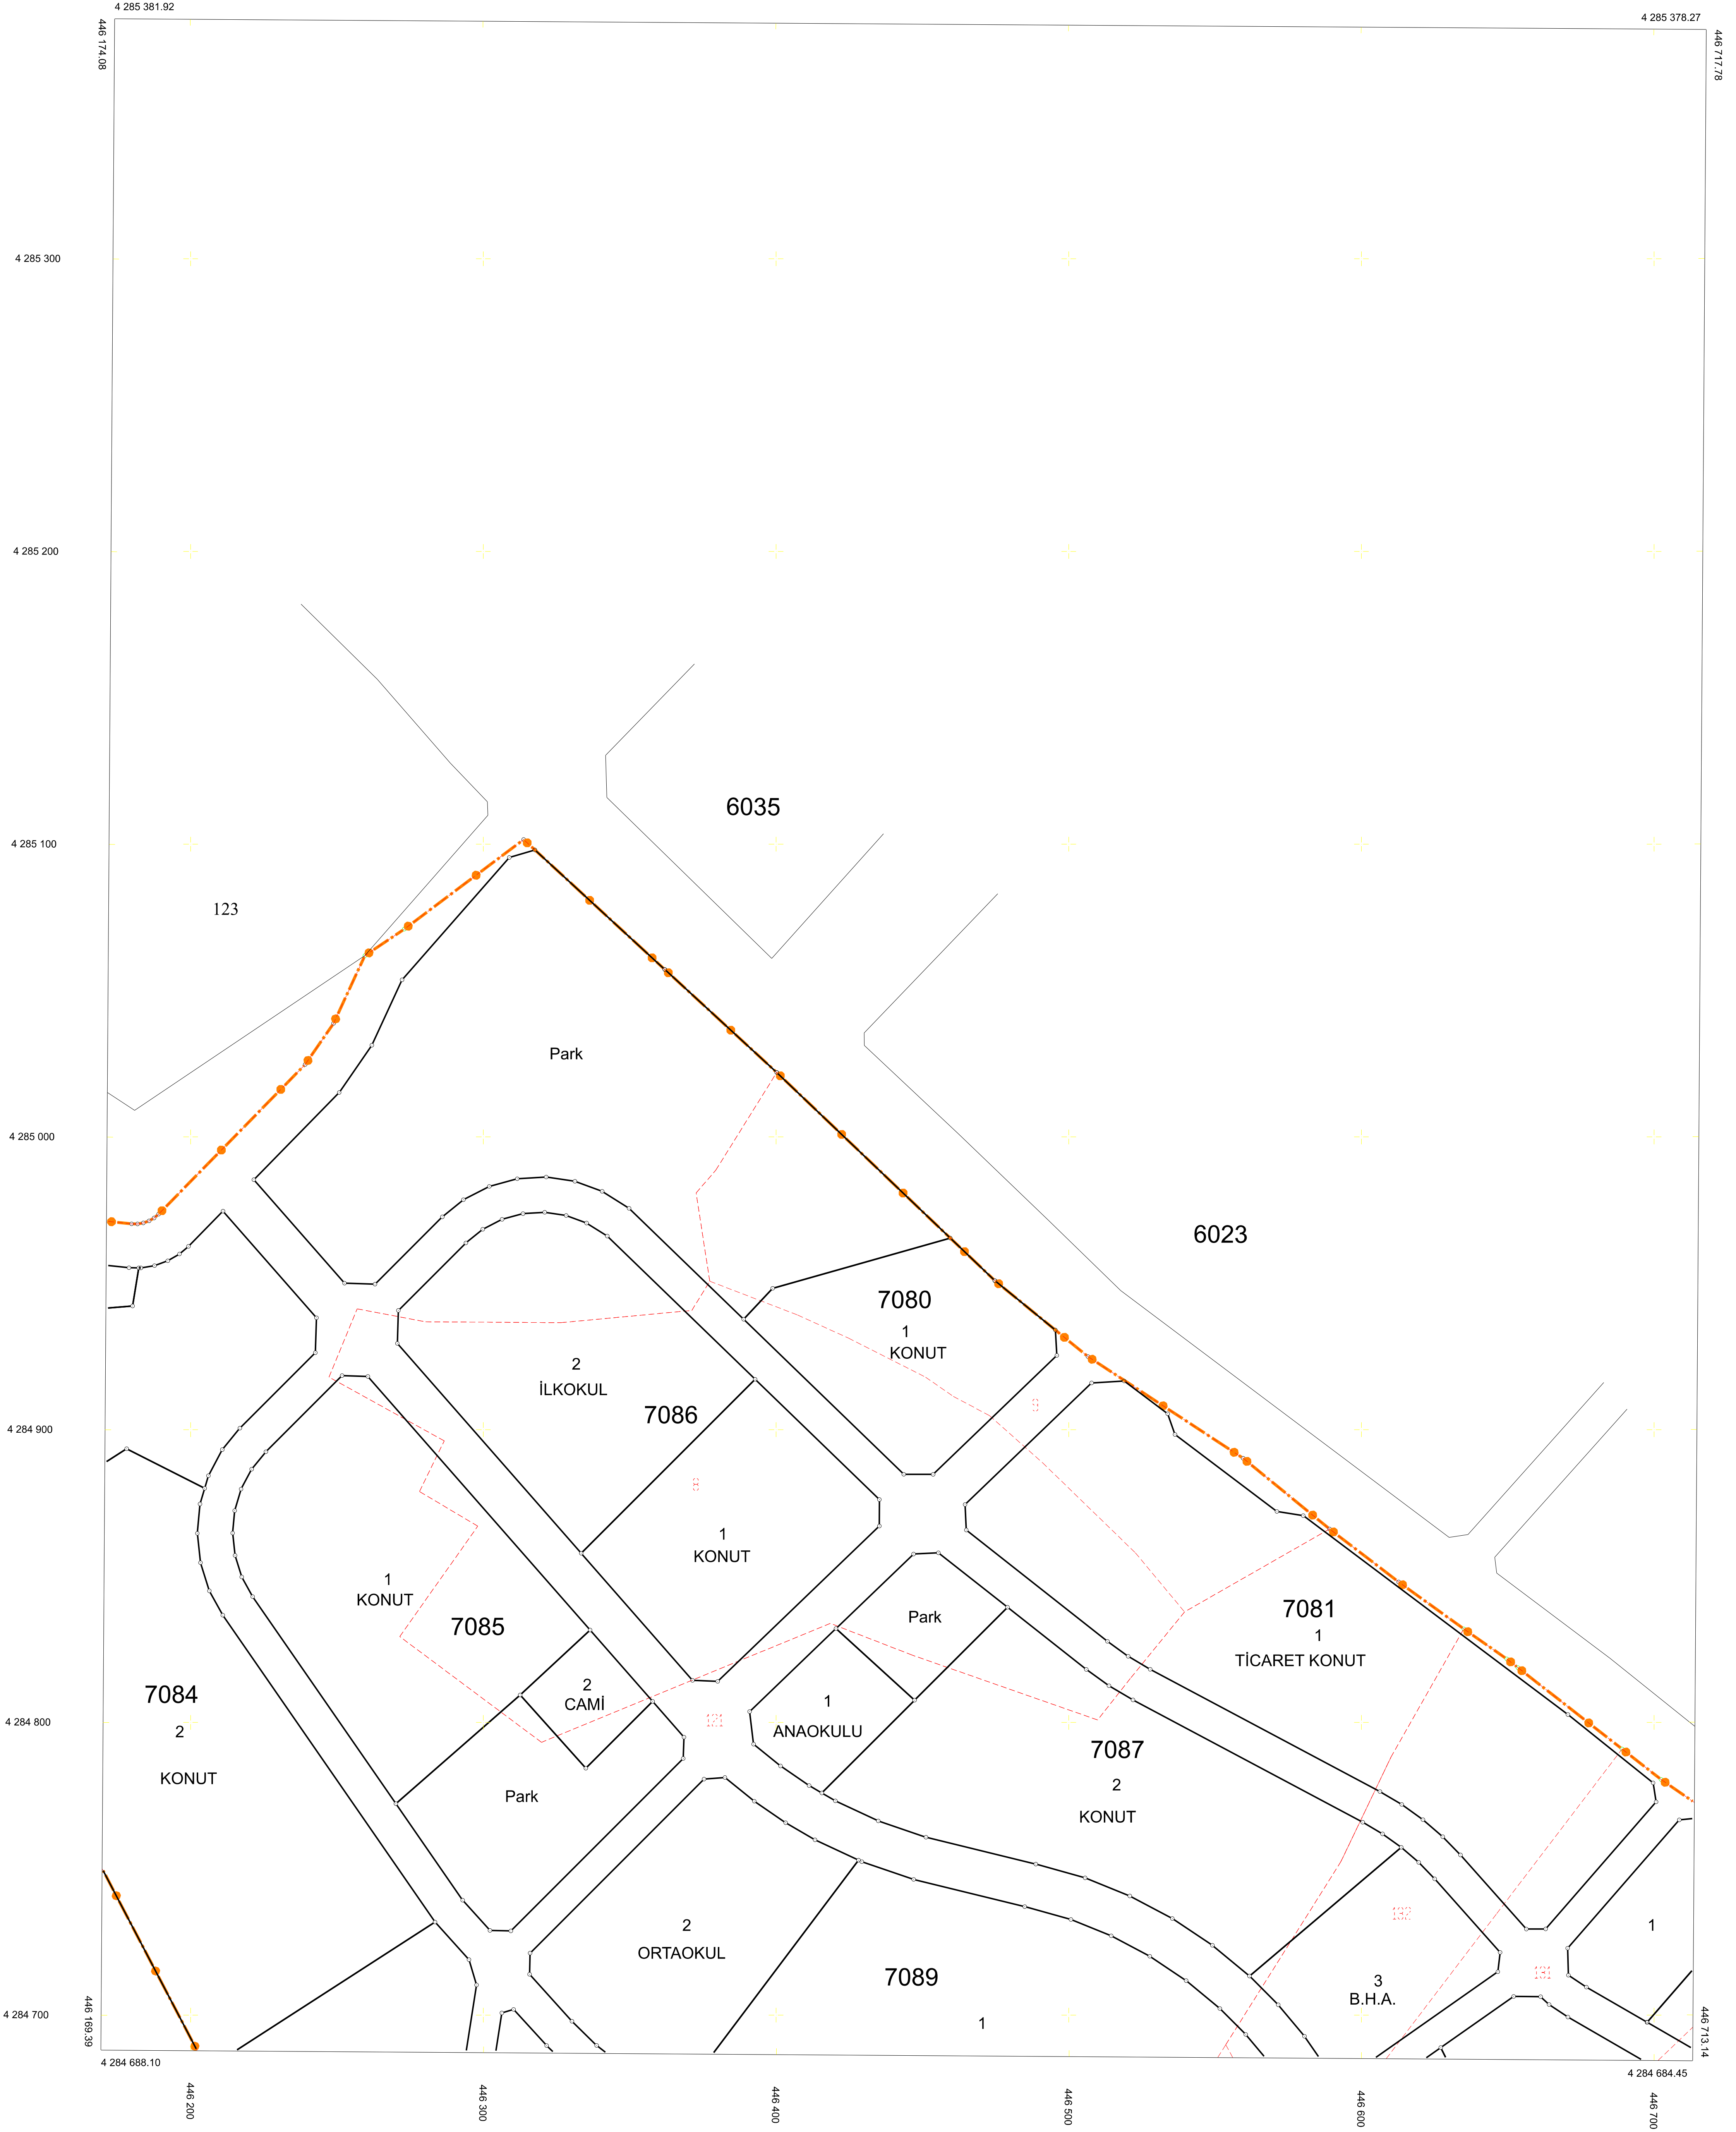 4 285 381.92
4 285 378.27
446 174.08
446 717.78
4 285 300
4 285 200
6035
4 285 100
123
Park
4 285 000
6023
7080
1
KONUT
2
İLKOKUL
7086
4 284 900
1
KONUT
1
KONUT
7085
7081
1
TİCARET KONUT
Park
2
CAMİ
7084
2
KONUT
1
ANAOKULU
4 284 800
7087
2
KONUT
Park
2
ORTAOKUL
1
7089
1
3
B.H.A.
4 284 700
446 169.39
446 713.14
4 284 688.10
4 284 684.45
446 200
446 300
446 400
446 500
446 600
446 700